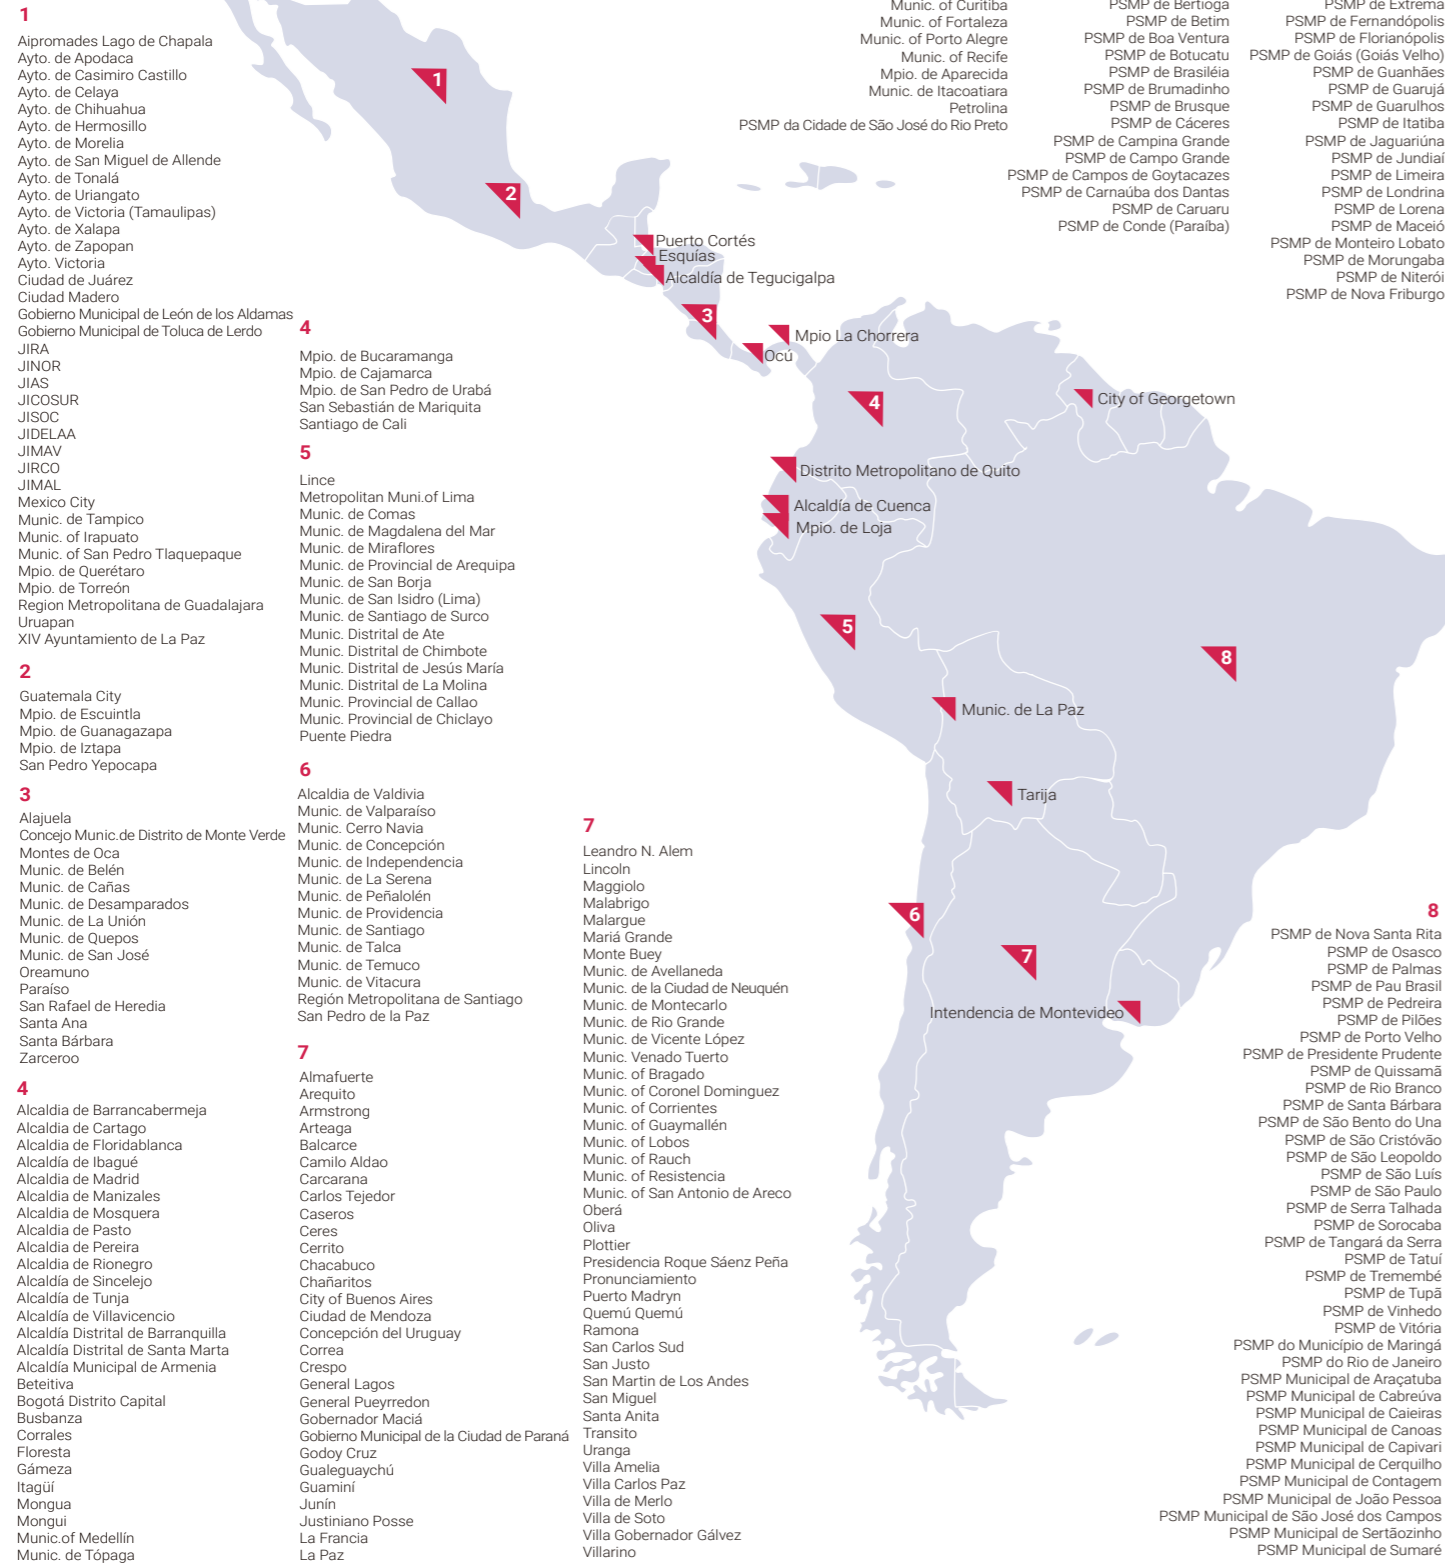 1
Aipromades Lago de Chapala
Ayto. de Apodaca
Ayto. de Casimiro Castillo
Ayto. de Celaya
Ayto. de Chihuahua
Ayto. de Hermosillo
Ayto. de Morelia
Ayto. de San Miguel de Allende
Ayto. de Tonalá
Ayto. de Uriangato
Ayto. de Victoria (Tamaulipas)
Ayto. de Xalapa
Ayto. de Zapopan
Ayto. Victoria
Ciudad de Juárez
Ciudad Madero
Gobierno Municipal de León de los Aldamas
Gobierno Municipal de Toluca de Lerdo
JIRA
JINOR
JIAS
JICOSUR
JISOC
JIDELAA
JIMAV
JIRCO
JIMAL
Mexico City
Munic. de Tampico
Munic. of Irapuato
Munic. of San Pedro Tlaquepaque
Mpio. de Querétaro
Mpio. de Torreón
Region Metropolitana de Guadalajara
Uruapan
XIV Ayuntamiento de La Paz
2
Guatemala City
Mpio. de Escuintla
Mpio. de Guanagazapa
Mpio. de Iztapa
San Pedro Yepocapa
3
Alajuela
Concejo Munic.de Distrito de Monte Verde
Montes de Oca
Munic. de Belén
Munic. de Cañas
Munic. de Desamparados
Munic. de La Unión
Munic. de Quepos
Munic. de San José
Oreamuno
Paraíso
San Rafael de Heredia
Santa Ana
Santa Bárbara
Zarceroo
4
Alcaldia de Barrancabermeja
Alcaldia de Cartago
Alcaldia de Floridablanca
Alcaldía de Ibagué
Alcaldia de Madrid
Alcaldia de Manizales
Alcaldia de Mosquera
Alcaldia de Pasto
Alcaldia de Pereira
Alcaldia de Rionegro
Alcaldía de Sincelejo
Alcaldía de Tunja
Alcaldía de Villavicencio
Alcaldía Distrital de Barranquilla
Alcaldía Distrital de Santa Marta
Alcaldía Municipal de Armenia
Beteitiva
Bogotá Distrito Capital
Busbanza
Corrales
Floresta
Gámeza
Itagüí
Mongua
Mongui
Munic.of Medellín
Munic. de Tópaga
4
Mpio. de Bucaramanga
Mpio. de Cajamarca
Mpio. de San Pedro de Urabá
San Sebastián de Mariquita
Santiago de Cali
5
Lince
Metropolitan Muni.of Lima
Munic. de Comas
Munic. de Magdalena del Mar
Munic. de Miraflores
Munic. de Provincial de Arequipa
Munic. de San Borja
Munic. de San Isidro (Lima)
Munic. de Santiago de Surco
Munic. Distrital de Ate
Munic. Distrital de Chimbote
Munic. Distrital de Jesús María
Munic. Distrital de La Molina
Munic. Provincial de Callao
Munic. Provincial de Chiclayo
Puente Piedra
6
Alcaldia de Valdivia
Munic. de Valparaíso
Munic. Cerro Navia
Munic. de Concepción
Munic. de Independencia
Munic. de La Serena
Munic. de Peñalolén
Munic. de Providencia
Munic. de Santiago
Munic. de Talca
Munic. de Temuco
Munic. de Vitacura
Región Metropolitana de Santiago
San Pedro de la Paz
7
Almafuerte
Arequito
Armstrong
Arteaga
Balcarce
Camilo Aldao
Carcarana
Carlos Tejedor
Caseros
Ceres
Cerrito
Chacabuco
Chañaritos
City of Buenos Aires
Ciudad de Mendoza
Concepción del Uruguay
Correa
Crespo
General Lagos
General Pueyrredon
Gobernador Maciá
Gobierno Municipal de la Ciudad de Paraná
Godoy Cruz
Gualeguaychú
Guaminí
Junín
Justiniano Posse
La Francia
La Paz
7
Leandro N. Alem
Lincoln
Maggiolo
Malabrigo
Malargue
Mariá Grande
Monte Buey
Munic. de Avellaneda
Munic. de la Ciudad de Neuquén
Munic. de Montecarlo
Munic. de Rio Grande
Munic. de Vicente López
Munic. Venado Tuerto
Munic. of Bragado
Munic. of Coronel Dominguez
Munic. of Corrientes
Munic. of Guaymallén
Munic. of Lobos
Munic. of Rauch
Munic. of Resistencia
Munic. of San Antonio de Areco
Oberá
Oliva
Plottier
Presidencia Roque Sáenz Peña
Pronunciamiento
Puerto Madryn
Quemú Quemú
Ramona
San Carlos Sud
San Justo
San Martin de Los Andes
San Miguel
Santa Anita
Transito
Uranga
Villa Amelia
Villa Carlos Paz
Villa de Merlo
Villa de Soto
Villa Gobernador Gálvez
Villarino
Munic. of Curitiba
Munic. of Fortaleza
Munic. of Porto Alegre
Munic. of Recife
Mpio. de Aparecida
Munic. de Itacoatiara
Petrolina
PSMP da Cidade de São José do Rio Preto
PSMP de Bertioga
PSMP de Betim
PSMP de Boa Ventura
PSMP de Botucatu
PSMP de Brasiléia
PSMP de Brumadinho
PSMP de Brusque
PSMP de Cáceres
PSMP de Campina Grande
PSMP de Campo Grande
PSMP de Campos de Goytacazes
PSMP de Carnaúba dos Dantas
PSMP de Caruaru
PSMP de Conde (Paraíba)
PSMP de Extrema
PSMP de Fernandópolis
PSMP de Florianópolis
PSMP de Goiás (Goiás Velho)
PSMP de Guanhães
PSMP de Guarujá
PSMP de Guarulhos
PSMP de Itatiba
PSMP de Jaguariúna
PSMP de Jundiaí
PSMP de Limeira
PSMP de Londrina
PSMP de Lorena
PSMP de Maceió
PSMP de Monteiro Lobato
PSMP de Morungaba
PSMP de Niterói
PSMP de Nova Friburgo
1
2
Puerto Cortés
Esquías
Alcaldía de Tegucigalpa
3
Mpio La Chorrera
Ocú
4
City of Georgetown
Distrito Metropolitano de Quito
Alcaldía de Cuenca
Mpio. de Loja
5
8
Munic. de La Paz
Tarija
6
7
Intendencia de Montevideo
8
PSMP de Nova Santa Rita
PSMP de Osasco
PSMP de Palmas
PSMP de Pau Brasil
PSMP de Pedreira
PSMP de Pilões
PSMP de Porto Velho
PSMP de Presidente Prudente
PSMP de Quissamã
PSMP de Rio Branco
PSMP de Santa Bárbara
PSMP de São Bento do Una
PSMP de São Cristóvão
PSMP de São Leopoldo
PSMP de São Luís
PSMP de São Paulo
PSMP de Serra Talhada
PSMP de Sorocaba
PSMP de Tangará da Serra
PSMP de Tatuí
PSMP de Tremembé
PSMP de Tupã
PSMP de Vinhedo
PSMP de Vitória
PSMP do Município de Maringá
PSMP do Rio de Janeiro
PSMP Municipal de Araçatuba
PSMP Municipal de Cabreúva
PSMP Municipal de Caieiras
PSMP Municipal de Canoas
PSMP Municipal de Capivari
PSMP Municipal de Cerquilho
PSMP Municipal de Contagem
PSMP Municipal de João Pessoa
PSMP Municipal de São José dos Campos
PSMP Municipal de Sertãozinho
PSMP Municipal de Sumaré